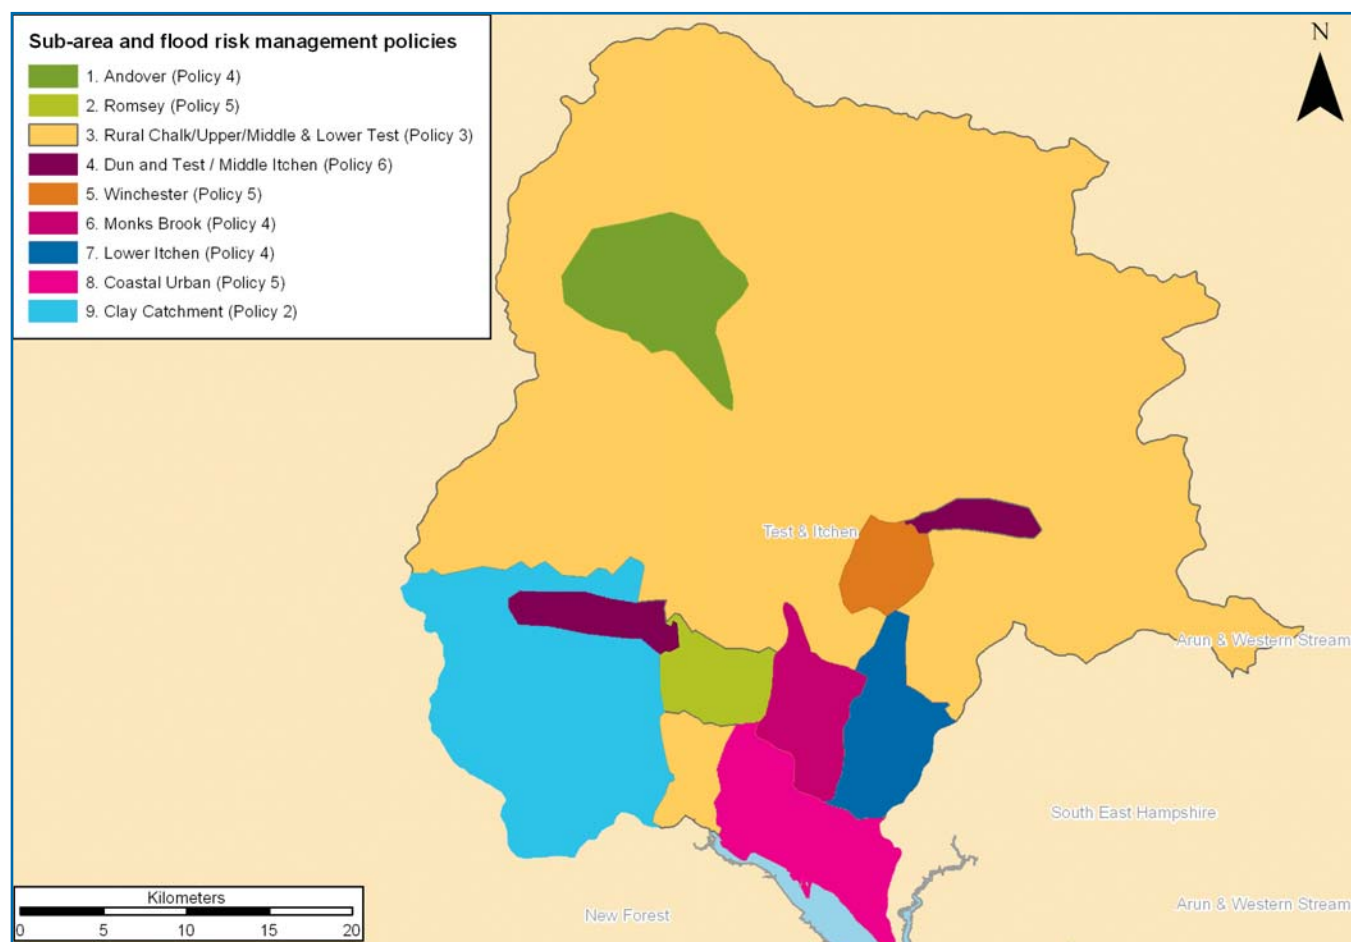 Sub-area and flood risk management policies
1. Andover (Policy 4)
2. Romsey (Policy 5)
3. Rural Chalk/Upper/Middle & Lower Test (Policy 3)
4. Dun and Test / Middle Itchen (Policy 6)
5. Winchester (Policy 5)
6. Monks Brook (Policy 4)
7. Lower Itchen (Policy 4)
8. Coastal Urban (Policy 5)
9. Clay Catchment (Policy 2)
N
Test & Itchen
Arun & Western Stream
South East Hampshire
Arun & Western Stream
New Forest
Kilometers
0 5 10 15 20